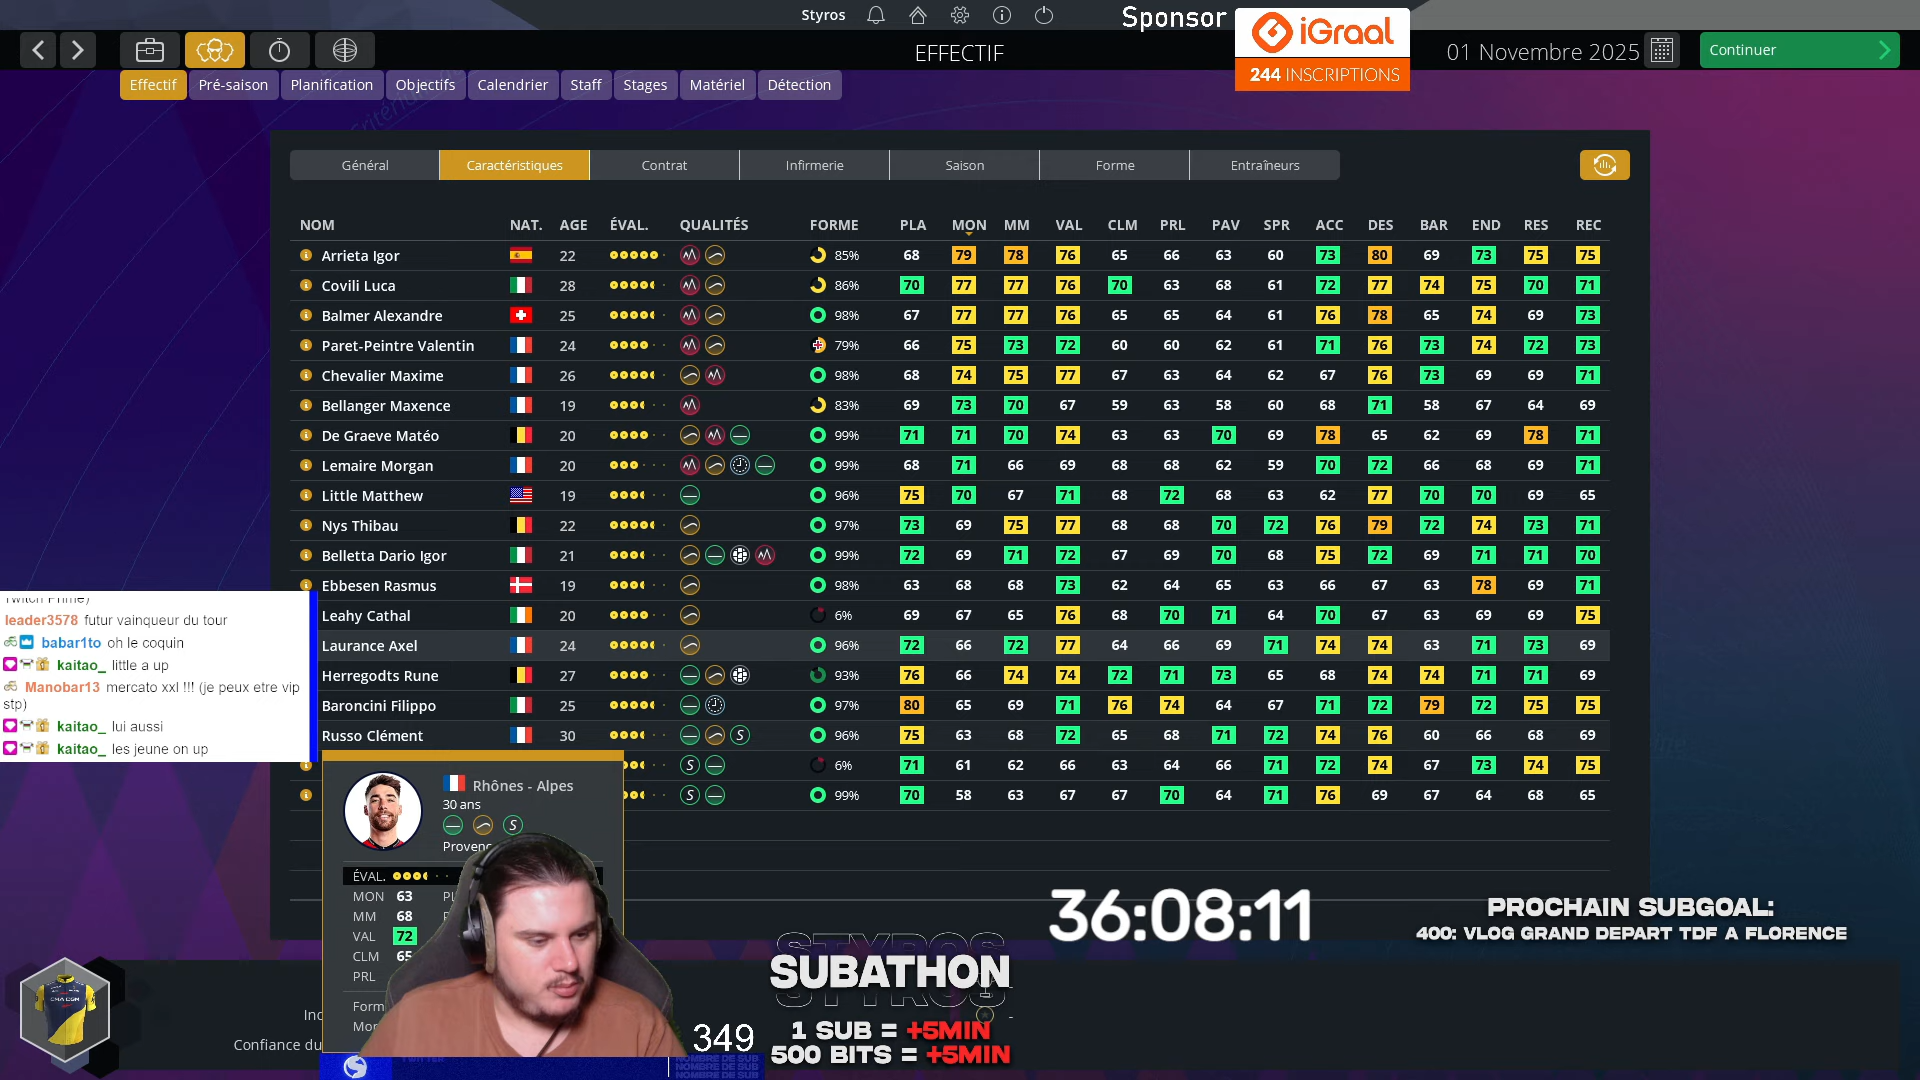 Styros
Sponsor
iGraal
244 INSCRIPTIONS
EFFECTIF
01 Novembre 2025
Continuer
Effectif Pré-saison Planification Objectifs Calendrier Staff Stages Matériel Détection
Général Caractéristiques Contrat Infirmerie Saison Forme Entraîneurs
NOM NAT. AGE ÉVAL. QUALITÉS FORME PLA MON MM VAL CLM PRL PAV SPR ACC DES BAR END RES REC
Arrieta Igor 22 85% 68 79 78 76 65 66 63 60 73 80 69 73 75 75
Covili Luca 28 86% 70 77 77 76 70 63 68 61 72 77 74 75 70 71
Balmer Alexandre 25 98% 67 77 77 76 65 65 64 61 76 78 65 74 69 73
Paret-Peintre Valentin 24 79% 66 75 73 72 60 60 62 61 71 76 73 74 72 73
Chevalier Maxime 26 98% 68 74 75 77 67 63 64 62 67 76 73 69 69 71
Bellanger Maxence 19 83% 69 73 70 67 59 63 58 60 68 71 58 67 64 69
De Graeve Matéo 20 99% 71 71 70 74 63 63 70 69 78 65 62 69 78 71
Lemaire Morgan 20 99% 68 71 66 69 68 68 62 59 70 72 66 68 69 71
Little Matthew 19 96% 75 70 67 71 68 72 68 63 62 77 70 70 69 65
Nys Thibau 22 97% 73 69 75 77 68 68 70 72 76 79 72 74 73 71
Belletta Dario Igor 21 99% 72 69 71 72 67 69 70 68 75 72 69 71 71 70
Ebbesen Rasmus 19 98% 63 68 68 73 62 64 65 63 66 67 63 78 69 71
Leahy Cathal 20 6% 69 67 65 76 68 70 71 64 70 67 63 69 69 75
Laurance Axel 24 96% 72 66 72 77 64 66 69 71 74 74 63 71 73 69
Herregodts Rune 27 93% 76 66 74 74 72 71 73 65 68 74 74 71 71 69
Baroncini Filippo 25 97% 80 65 69 71 76 74 64 67 71 72 79 72 75 75
Russo Clément 30 S 96% 75 63 68 72 65 68 71 72 74 76 60 66 68 69
S 6% 71 61 62 66 63 64 66 71 72 74 67 73 74 75
S 99% 70 58 63 67 67 70 64 71 76 69 67 64 68 65
leader3578 futur vainqueur du tour
babar1to oh le coquin
kaitao_ little a up
Manobar13 mercato xxl !!! (je peux etre vip
stp)
kaitao_ lui aussi
kaitao_ les jeune on up
Rhônes - Alpes
30 ans
S
ÉVAL.
MON 63
MM 68
VAL 72
CLM 65
PRL
Confiance du
CMA CGM
349
36:08:11
STYROS
SUBATHON
STYROS
1 SUB = +5MIN
500 BITS = +5MIN
PROCHAIN SUBGOAL:
400: VLOG GRAND DEPART TDF A FLORENCE
NOMBRE DE SUB
NOMBRE DE SUB